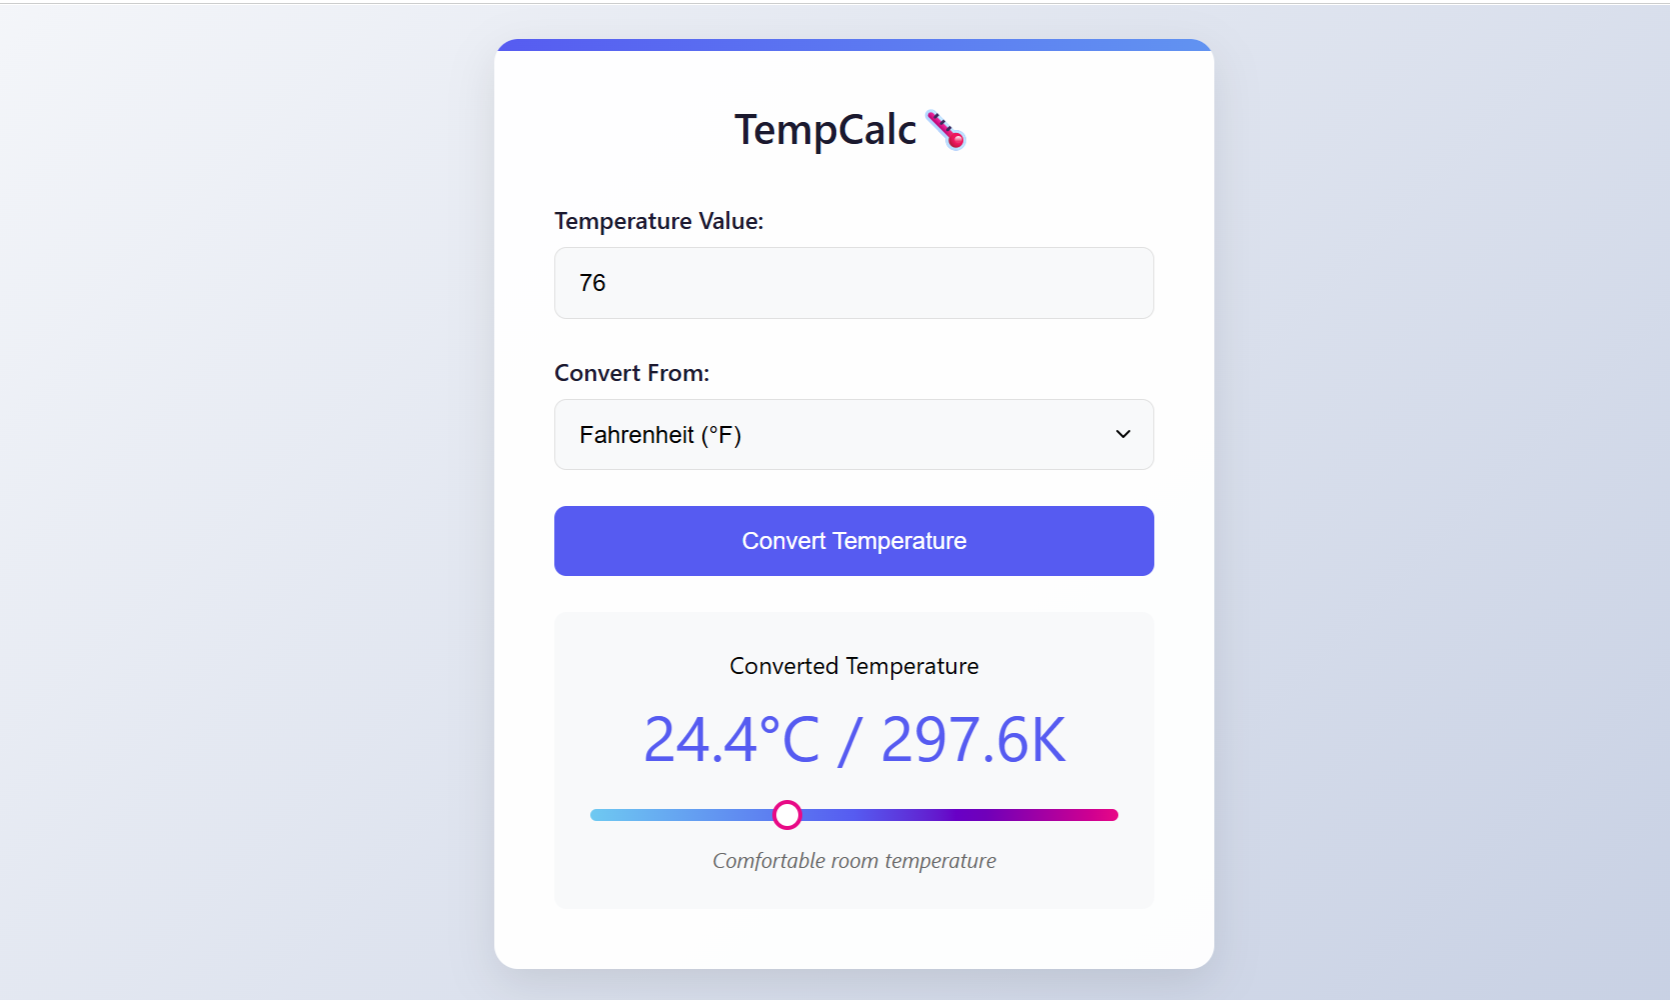 TempCalc🌡️
Temperature Value:
76
Convert From:
Fahrenheit (°F)
Convert Temperature
Converted Temperature
24.4°C / 297.6K
Comfortable room temperature